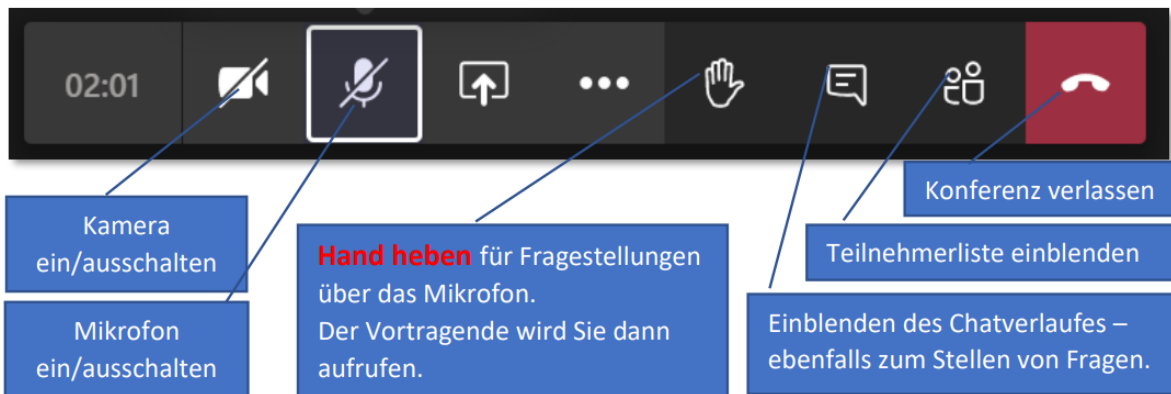 02:01
Kamera
ein/ausschalten
Mikrofon
ein/ausschalten
Hand heben für Fragestellungen
über das Mikrofon.
Der Vortragende wird Sie dann
aufrufen.
Konferenz verlassen
Teilnehmerliste einblenden
Einblenden des Chatverlaufes –
ebenfalls zum Stellen von Fragen.